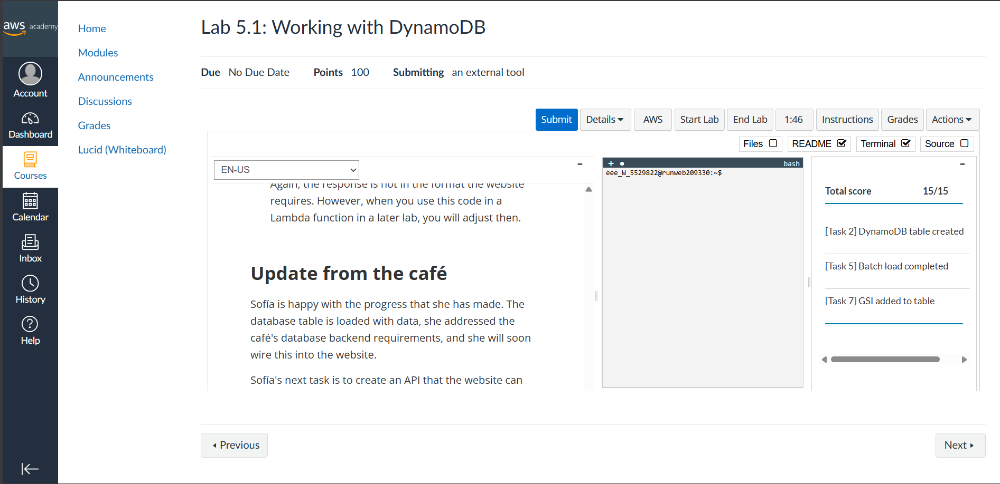 aws academy
Account
Dashboard
Courses
Calendar
Inbox
History
Help
Home
Modules
Announcements
Discussions
Grades
Lucid (Whiteboard)
Lab 5.1: Working with DynamoDB
Due No Due Date Points 100 Submitting an external tool
Submit Details AWS Start Lab End Lab 1:46 Instructions Grades Actions
Files README Terminal Source
EN-US
Again, the response is not in the format the website
requires. However, when you use this code in a
Lambda function in a later lab, you will adjust then.
Update from the café
Sofía is happy with the progress that she has made. The
database table is loaded with data, she addressed the
café's database backend requirements, and she will soon
wire this into the website.
Sofía's next task is to create an API that the website can
bash
eee_W_5529822@runweb209330:~$
Total score 15/15
[Task 2] DynamoDB table created
[Task 5] Batch load completed
[Task 7] GSI added to table
Previous
Next